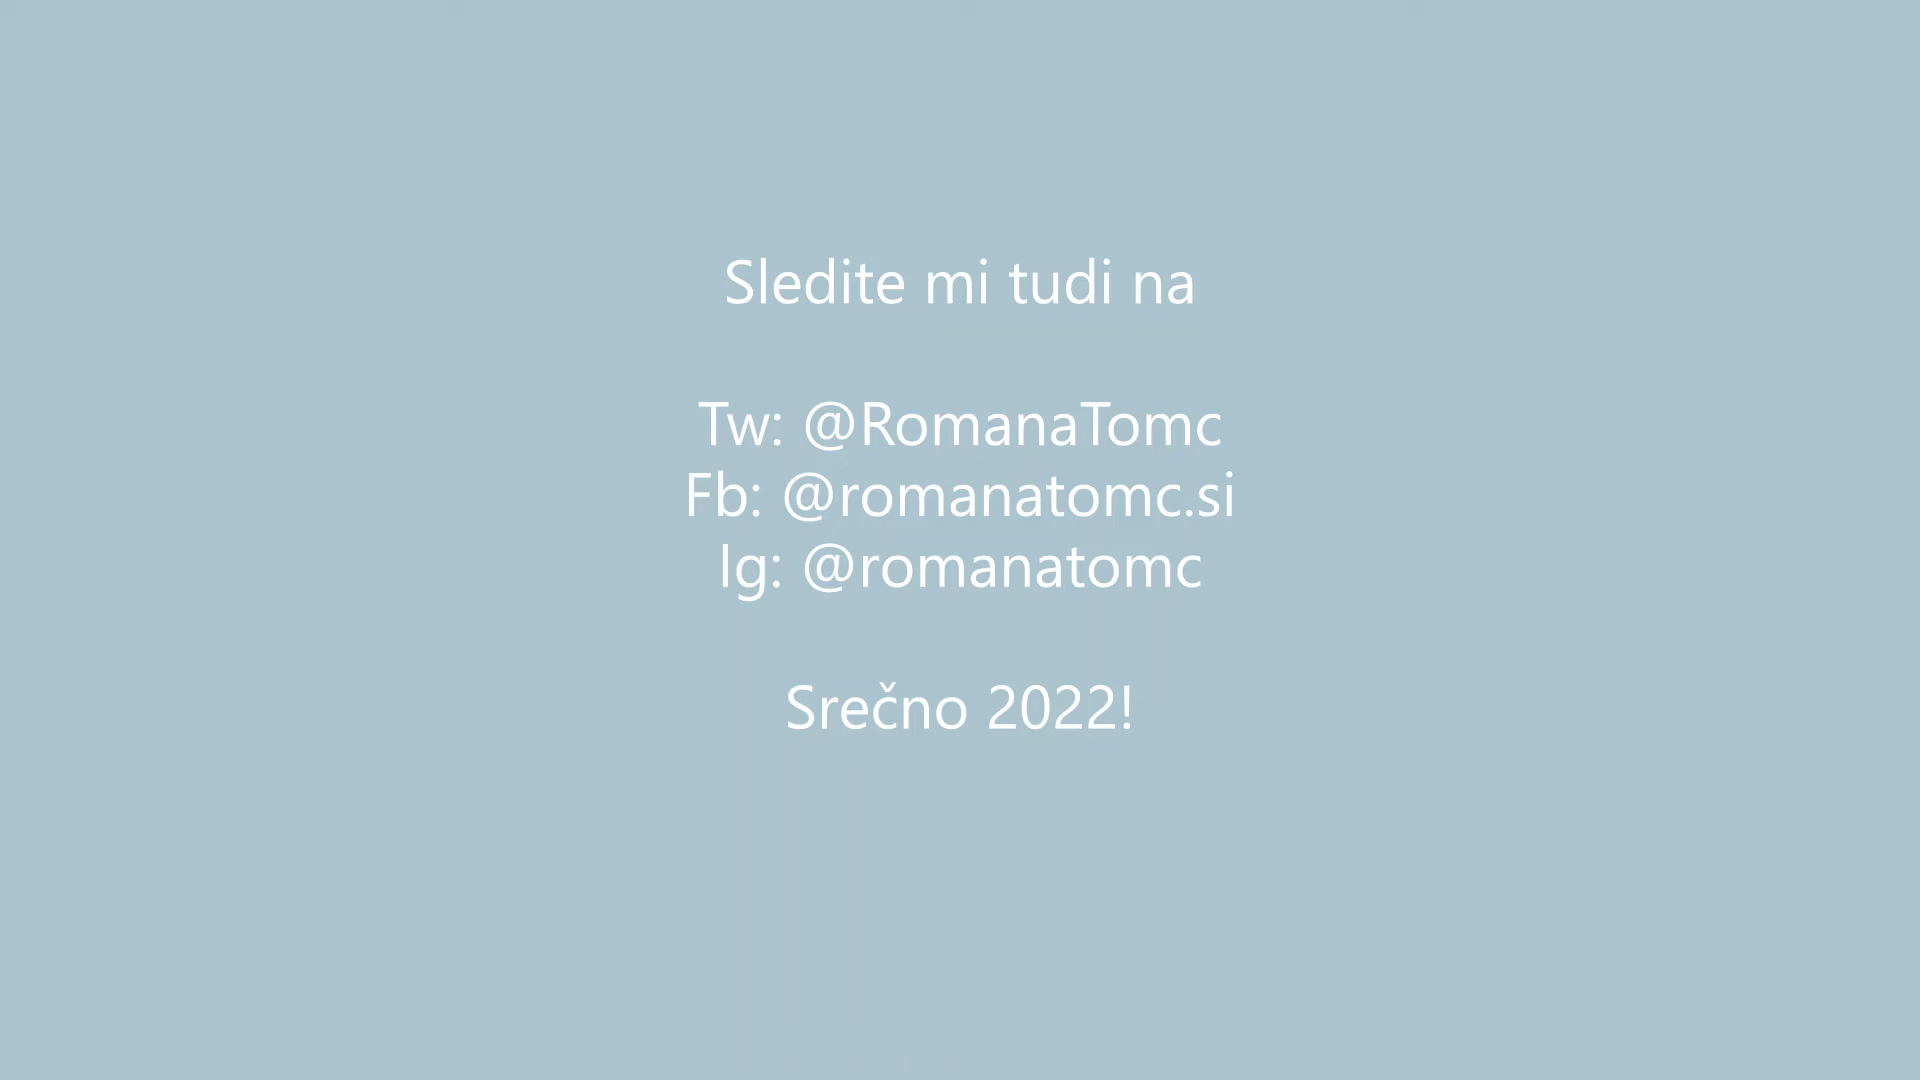 Sledite mi tudi na
Tw: @RomanaTomc
Fb: @romanatomc.si
Ig: @romanatomc
Srečno 2022!